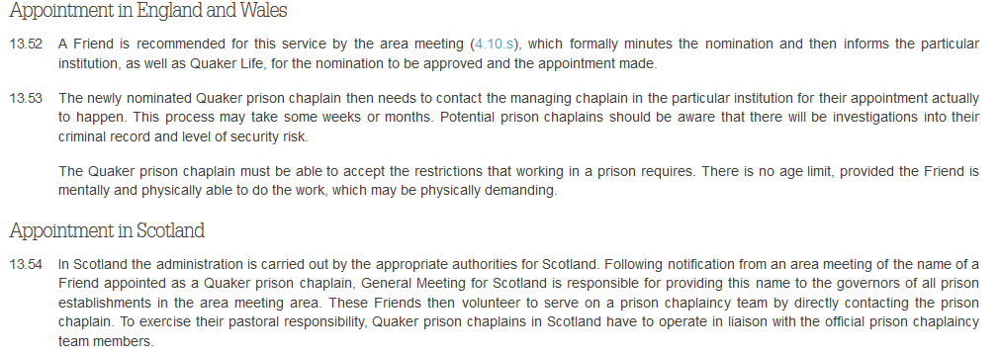 Appointment in England and Wales
13.52 A Friend is recommended for this service by the area meeting (4.10.s), which formally minutes the nomination and then informs the particular
institution, as well as Quaker Life, for the nomination to be approved and the appointment made.
13.53 The newly nominated Quaker prison chaplain then needs to contact the managing chaplain in the particular institution for their appointment actually
to happen. This process may take some weeks or months. Potential prison chaplains should be aware that there will be investigations into their
criminal record and level of security risk.
The Quaker prison chaplain must be able to accept the restrictions that working in a prison requires. There is no age limit, provided the Friend is
mentally and physically able to do the work, which may be physically demanding.
Appointment in Scotland
13.54 In Scotland the administration is carried out by the appropriate authorities for Scotland. Following notification from an area meeting of the name of a
Friend appointed as a Quaker prison chaplain, General Meeting for Scotland is responsible for providing this name to the governors of all prison
establishments in the area meeting area. These Friends then volunteer to serve on a prison chaplaincy team by directly contacting the prison
chaplain. To exercise their pastoral responsibility, Quaker prison chaplains in Scotland have to operate in liaison with the official prison chaplaincy
team members.